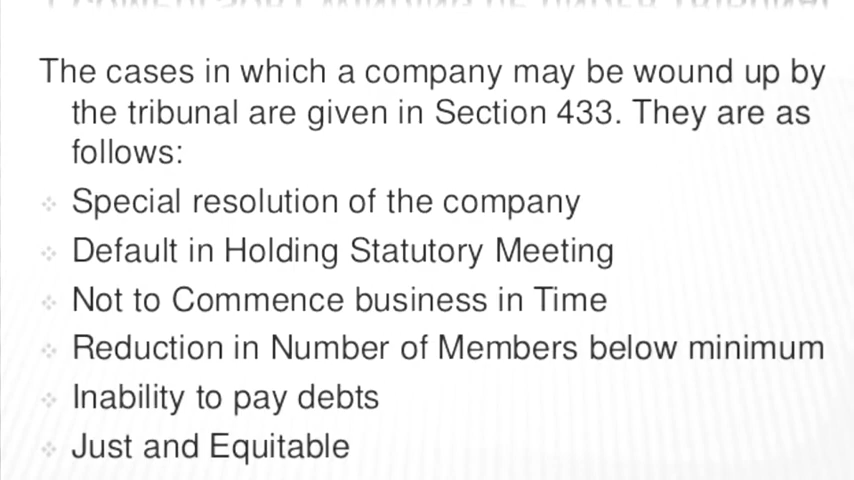 The cases in which a company may be wound up by
the tribunal are given in Section 433. They are as
follows:
Special resolution of the company
Default in Holding Statutory Meeting
Not to Commence business in Time
Reduction in Number of Members below minimum
Inability to pay debts
Just and Equitable